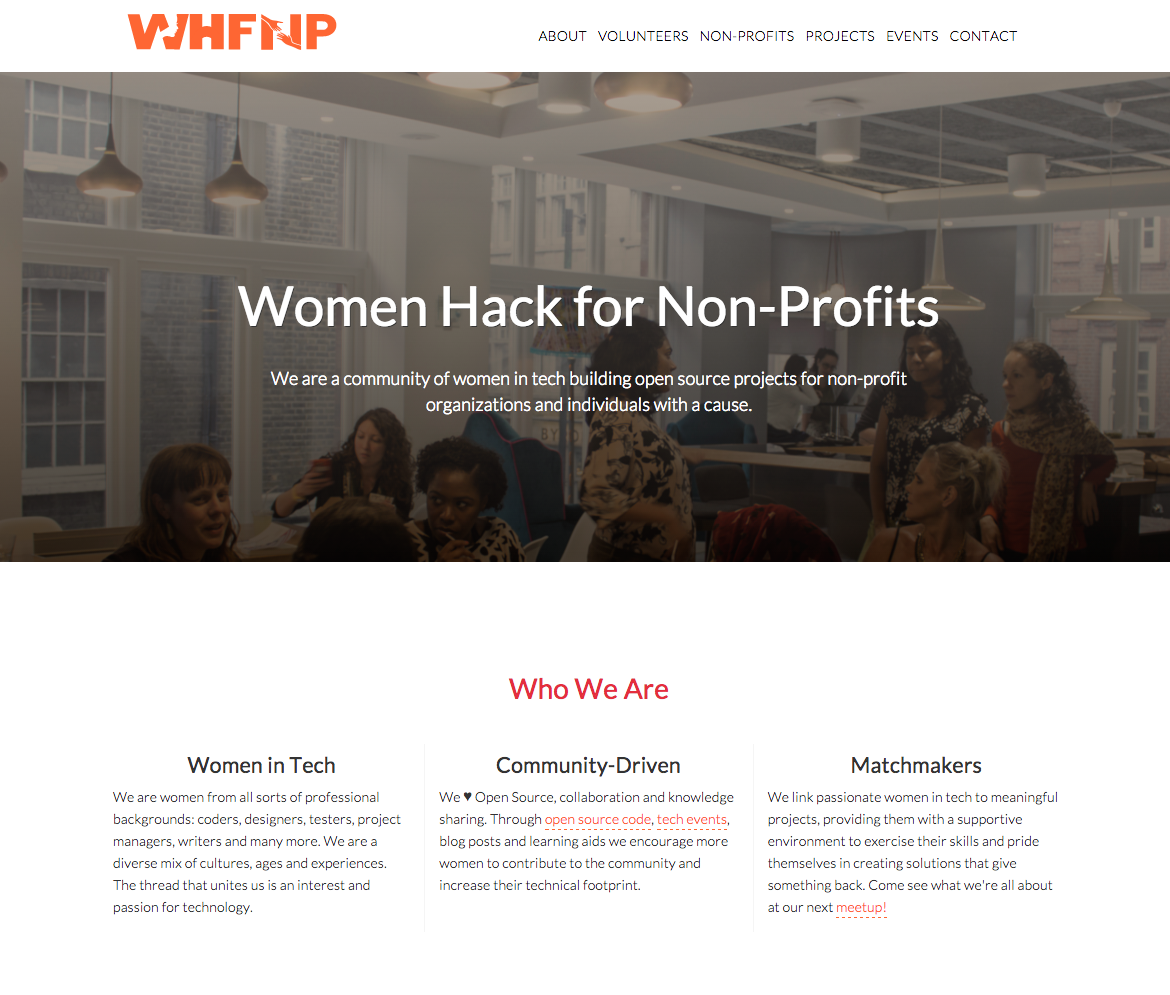 WHFNP
ABOUT VOLUNTEERS NON-PROFITS PROJECTS EVENTS CONTACT
Women Hack for Non-Profits
We are a community of women in tech building open source projects for non-profit
organizations and individuals with a cause.
Who We Are
Women in Tech
We are women from all sorts of professional
backgrounds: coders, designers, testers, project
managers, writers and many more. We are a
diverse mix of cultures, ages and experiences.
The thread that unites us is an interest and
passion for technology.
Community-Driven
We ♥ Open Source, collaboration and knowledge
sharing. Through open source code, tech events,
blog posts and learning aids we encourage more
women to contribute to the community and
increase their technical footprint.
Matchmakers
We link passionate women in tech to meaningful
projects, providing them with a supportive
environment to exercise their skills and pride
themselves in creating solutions that give
something back. Come see what we're all about
at our next meetup!